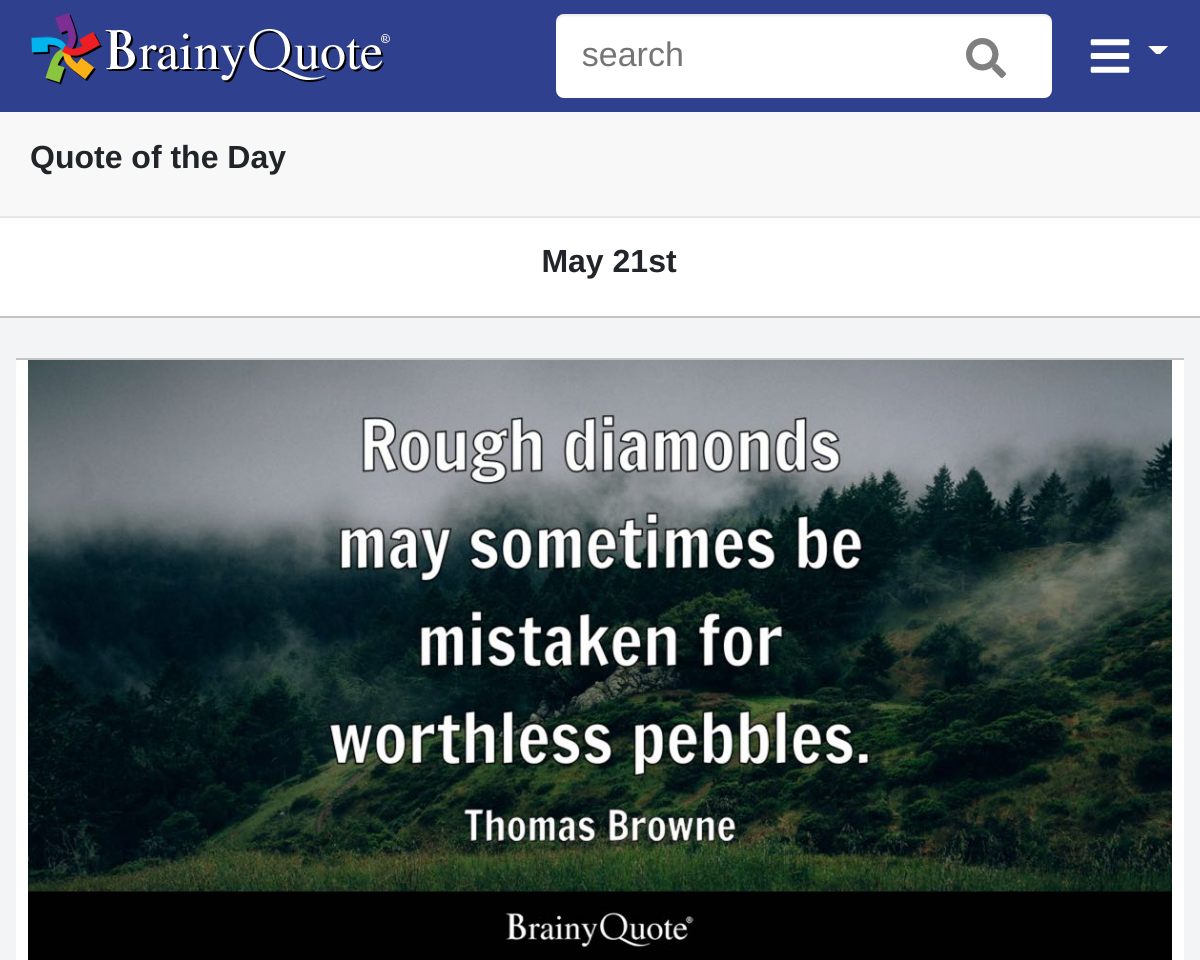 BrainyQuote®
search
Quote of the Day
May 21st
Rough diamonds
may sometimes be
mistaken for
worthless pebbles.
Thomas Browne
BrainyQuote®